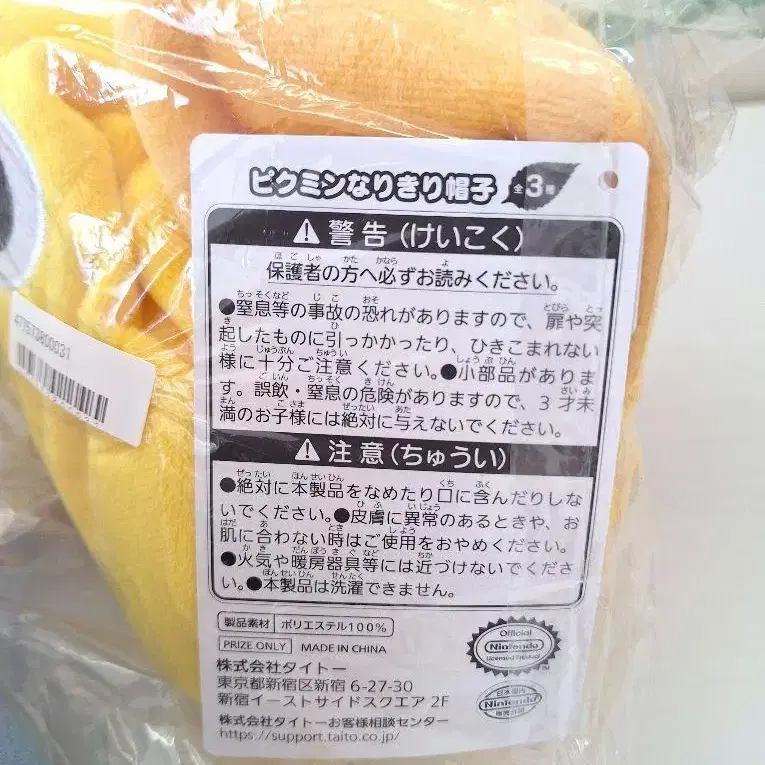 ピクミンなりきり帽子 全3種
⚠ 警告(けいこく)
保護者の方へ必ずお読みください。
●窒息等の事故の恐れがありますので、扉や突
起したものに引っかかったり、ひきこまれない
様に十分ご注意ください。●小部品がありま
す。誤飲・窒息の危険がありますので、3才未
満のお子様には絶対に与えないでください。
⚠ 注意(ちゅうい)
●絶対に本製品をなめたり口に含んだりしな
いでください。●皮膚に異常のあるときや、お
肌に合わない時はご使用をおやめください。
●火気や暖房器具等には近づけないでくださ
い。●本製品は洗濯できません。
製品素材 ポリエステル100%
PRIZE ONLY MADE IN CHINA
株式会社タイトー
東京都新宿区新宿 6-27-30
新宿イーストサイドスクエア 2F
株式会社タイトーお客様相談センター
https://support.taito.co.jp/
Official
Nintendo
Licensed Product
日本国内
Nintendo
販売許可